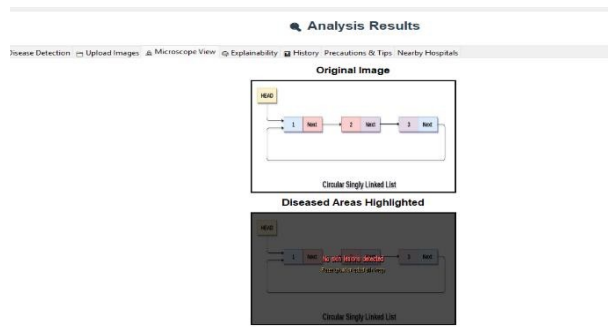 Analysis Results
Disease Detection Upload Images Microscope View Explainability History Precautions & Tips Nearby Hospitals
Original Image
HEAD
1 Next 2 Next 3 Next
Circular Singly Linked List
Diseased Areas Highlighted
HEAD
1 Next Next 3 Next
No detected
Circular Singly Linked List